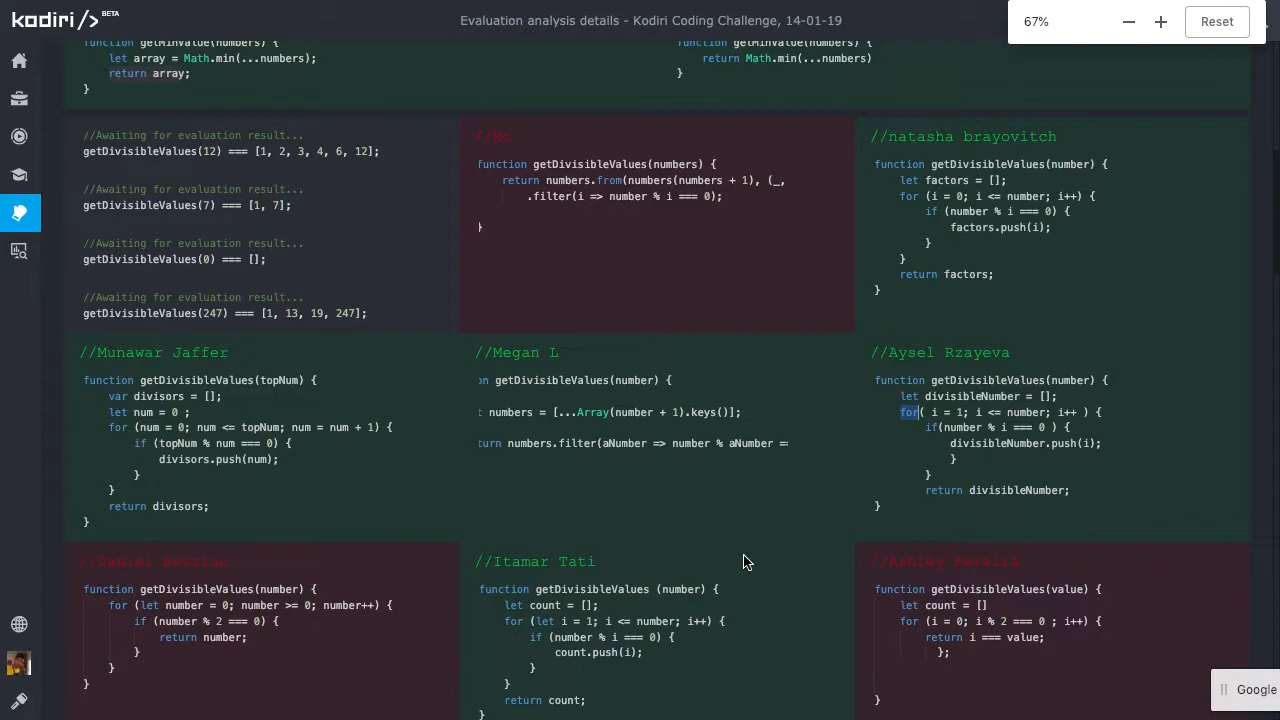 kodiri/> BETA
Evaluation analysis details - Kodiri Coding Challenge, 14-01-19
67%
Reset
function getMinValue(numbers) {
let array = Math.min(...numbers);
return array;
}
function getMinValue(numbers) {
return Math.min(...numbers)
}
//Awaiting for evaluation result...
getDivisibleValues(12) === [1, 2, 3, 4, 6, 12];
//Awaiting for evaluation result...
getDivisibleValues(7) === [1, 7];
//Awaiting for evaluation result...
getDivisibleValues(0) === [];
//Awaiting for evaluation result...
getDivisibleValues(247) === [1, 13, 19, 247];
//Mo
function getDivisibleValues(numbers) {
return numbers.from(numbers(numbers + 1), (_,
.filter(i => number % i === 0);
}
//natasha brayovitch
function getDivisibleValues(number) {
let factors = [];
for (i = 0; i <= number; i++) {
if (number % i === 0) {
factors.push(i);
}
}
return factors;
}
//Munawar Jaffer
function getDivisibleValues(topNum) {
var divisors = [];
let num = 0 ;
for (num = 0; num <= topNum; num = num + 1) {
if (topNum % num === 0) {
divisors.push(num);
}
}
return divisors;
}
//Megan L
on getDivisibleValues(number) {
t numbers = [...Array(number + 1).keys()];
turn numbers.filter(aNumber => number % aNumber ==
//Aysel Rzayeva
function getDivisibleValues(number) {
let divisibleNumber = [];
for( i = 1; i <= number; i++ ) {
if(number % i === 0 ) {
divisibleNumber.push(i);
}
}
return divisibleNumber;
}
//Daniel
function getDivisibleValues(number) {
for (let number = 0; number >= 0; number++) {
if (number % 2 === 0) {
return number;
}
}
}
//Itamar Tati
function getDivisibleValues (number) {
let count = [];
for (let i = 1; i <= number; i++) {
if (number % i === 0) {
count.push(i);
}
}
return count;
}
//Ashley Pereira
function getDivisibleValues(value) {
let count = []
for (i = 0; i % 2 === 0 ; i++) {
return i === value;
};
}
Google